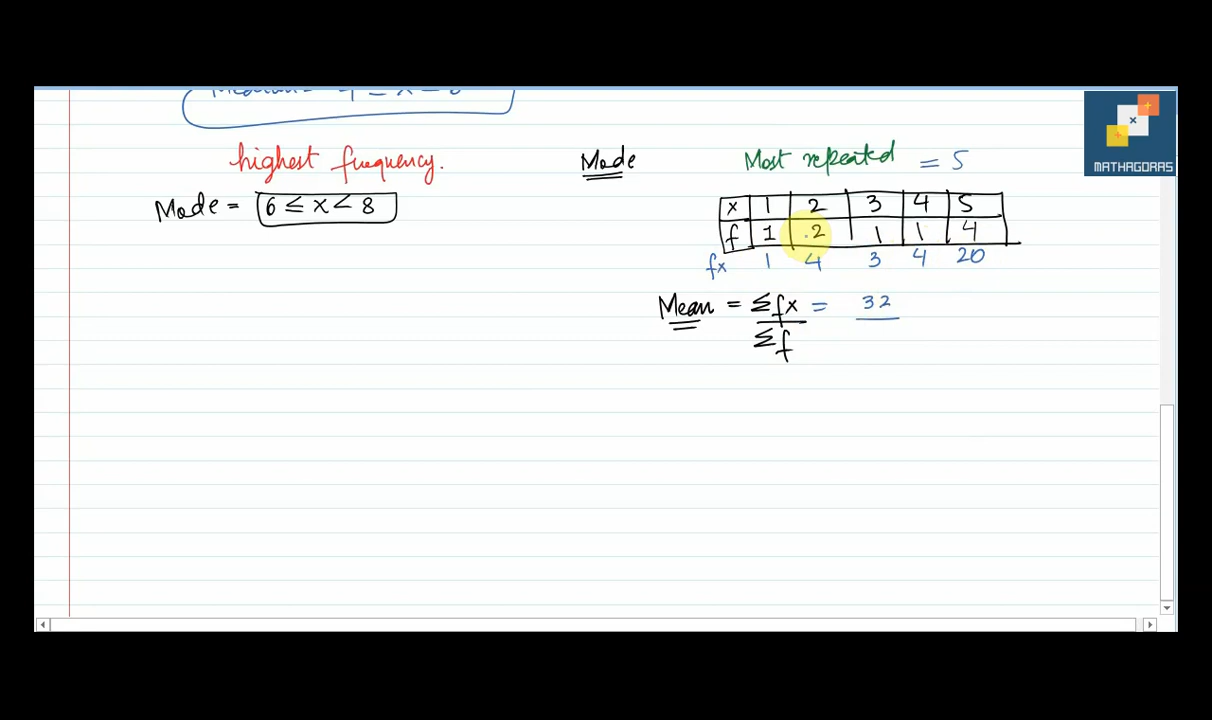 highest frequency.
Mode = 6 ≤ x < 8
Mode
Most repeated = 5
x 1 2 3 4 5
f 1 2 1 1 4
fx 1 4 3 4 20
Mean = Σfx = 32
Σf
MATHAGORAS